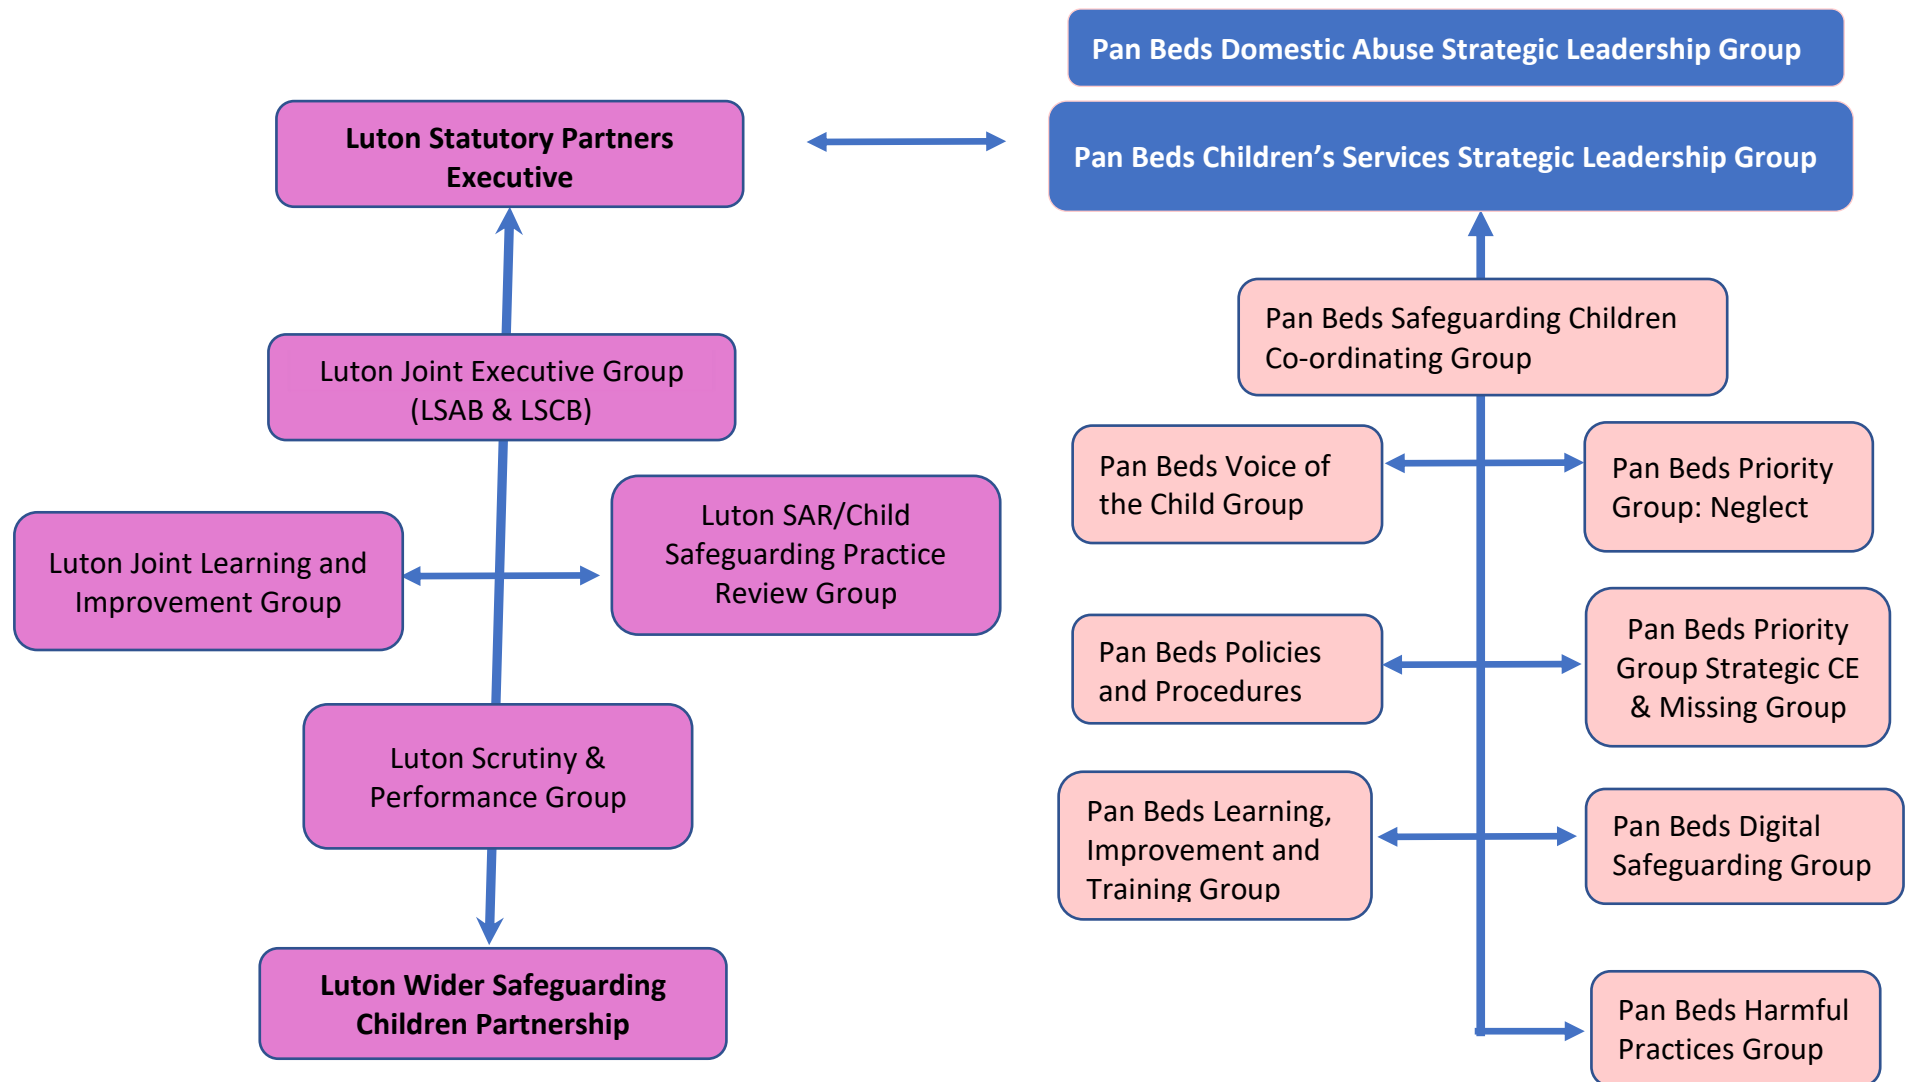 Pan Beds Domestic Abuse Strategic Leadership Group
Luton Statutory Partners
Executive
Pan Beds Children’s Services Strategic Leadership Group
Pan Beds Safeguarding Children
Co-ordinating Group
Luton Joint Executive Group
(LSAB & LSCB)
Pan Beds Voice of
the Child Group
Pan Beds Priority
Group: Neglect
Luton SAR/Child
Safeguarding Practice
Review Group
Luton Joint Learning and
Improvement Group
Pan Beds Policies
and Procedures
Pan Beds Priority
Group Strategic CE
& Missing Group
Luton Scrutiny &
Performance Group
Pan Beds Learning,
Improvement and
Training Group
Pan Beds Digital
Safeguarding Group
Luton Wider Safeguarding
Children Partnership
Pan Beds Harmful
Practices Group